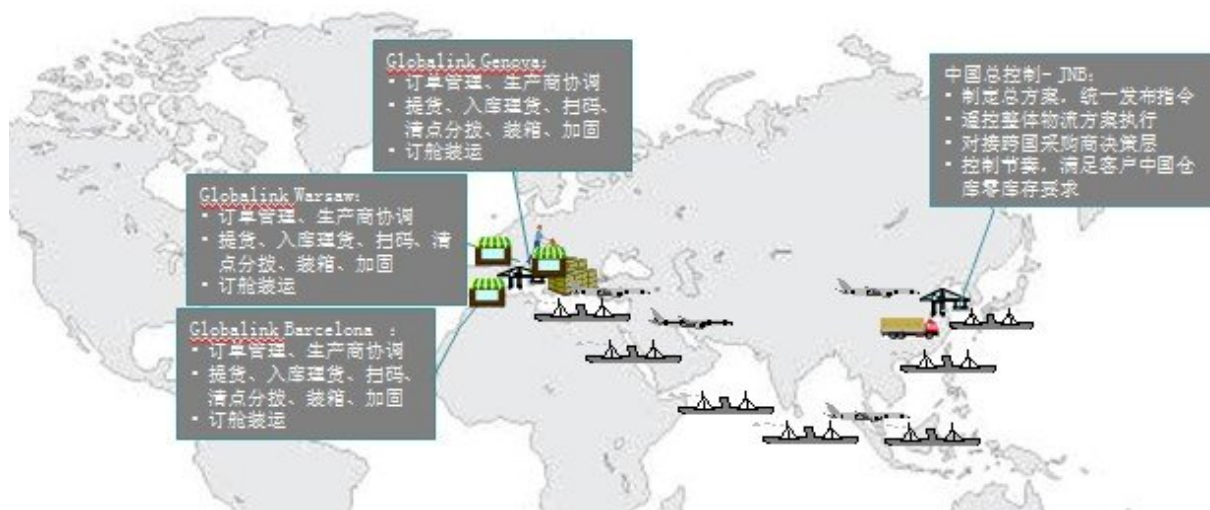 Globalink Genova:
▪ 订单管理、生产商协调
▪ 提货、入库理货、扫码、
清点分拨、装箱、加固
▪ 订舱装运
中国总控制- JNB:
▪ 制定总方案，统一发布指令
▪ 遥控整体物流方案执行
▪ 对接跨国采购商决策层
▪ 控制节奏，满足客户中国仓
库零库存要求
Globalink Warsaw:
▪ 订单管理、生产商协调
▪ 提货、入库理货、扫码、清
点分拨、装箱、加固
▪ 订舱装运
Globalink Barcelona :
▪ 订单管理、生产商协调
▪ 提货、入库理货、扫码、
清点分拨、装箱、加固
▪ 订舱装运